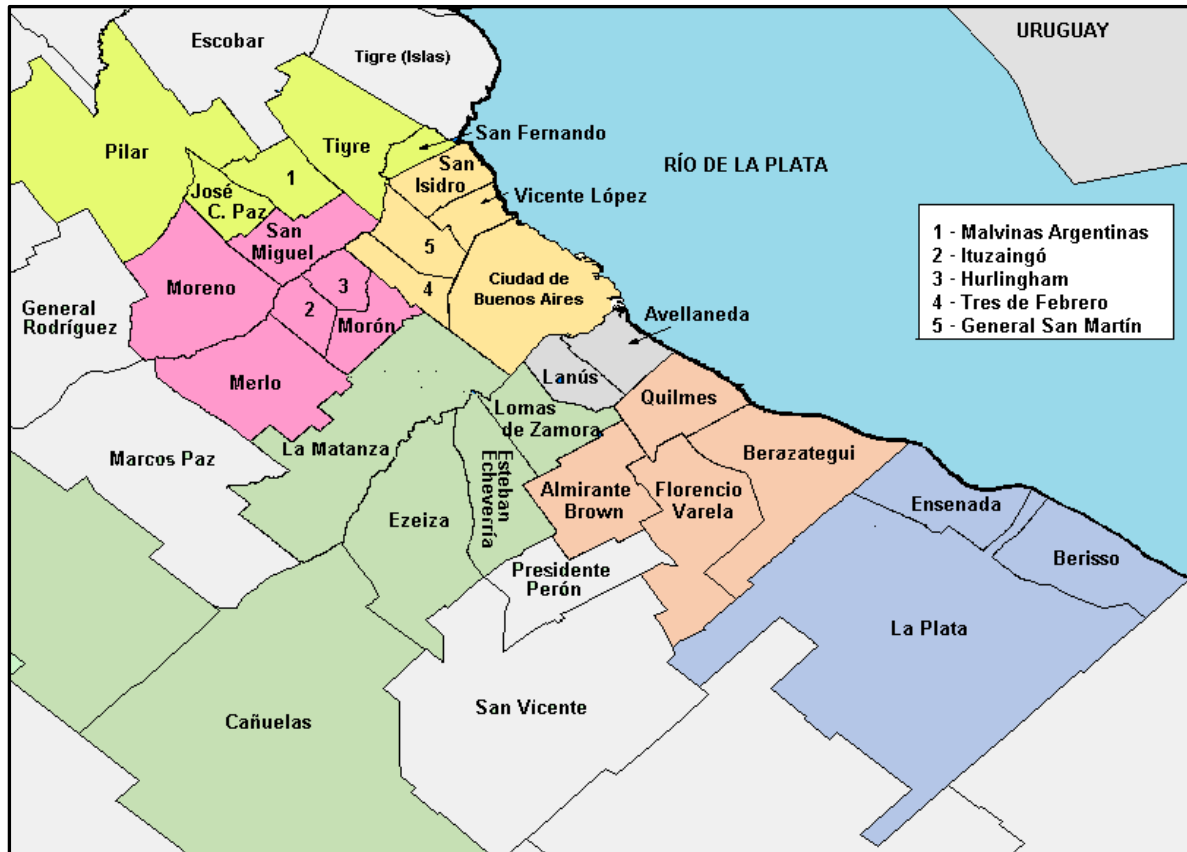 Escobar
Tigre (Islas)
URUGUAY
San Fernando
Pilar
Tigre
San
Isidro
RÍO DE LA PLATA
1
José
C. Paz
Vicente López
San
Miguel
5
1 - Malvinas Argentinas
2 - Ituzaingó
3 - Hurlingham
4 - Tres de Febrero
5 - General San Martín
Moreno
3
4
Ciudad de
Buenos Aires
General
Rodríguez
2
Morón
Avellaneda
Merlo
Lanús
Quilmes
Lomas
de Zamora
La Matanza
Marcos Paz
Berazategui
Esteban
Echeverría
Almirante
Brown
Florencio
Varela
Ezeiza
Ensenada
Berisso
Presidente
Perón
La Plata
San Vicente
Cañuelas